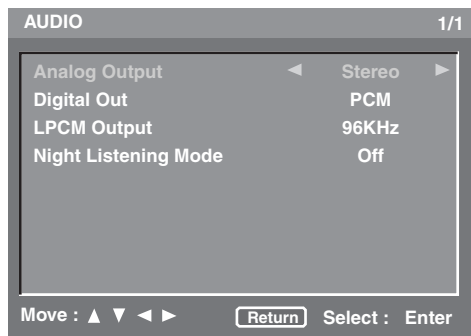 AUDIO 1/1
Analog Output ◀ Stereo ▶
Digital Out PCM
LPCM Output 96KHz
Night Listening Mode Off
Move : ▲ ▼ ◀ ▶ Return Select : Enter